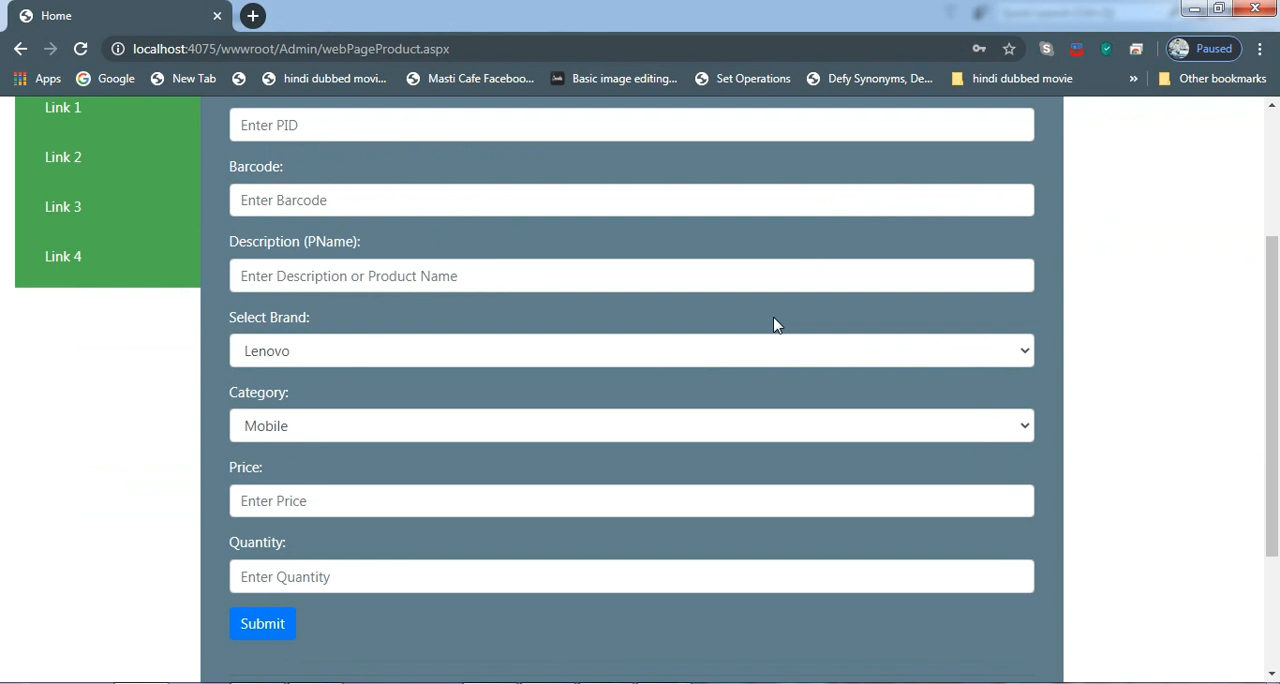 Home
localhost:4075/wwwroot/Admin/webPageProduct.aspx
Paused
Apps
Google
New Tab
hindi dubbed movi...
Masti Cafe Faceboo...
Basic image editing...
Set Operations
Defy Synonyms, De...
hindi dubbed movie
»
Other bookmarks
Link 1
Link 2
Link 3
Link 4
Enter PID
Barcode:
Enter Barcode
Description (PName):
Enter Description or Product Name
Select Brand:
Lenovo
Category:
Mobile
Price:
Enter Price
Quantity:
Enter Quantity
Submit